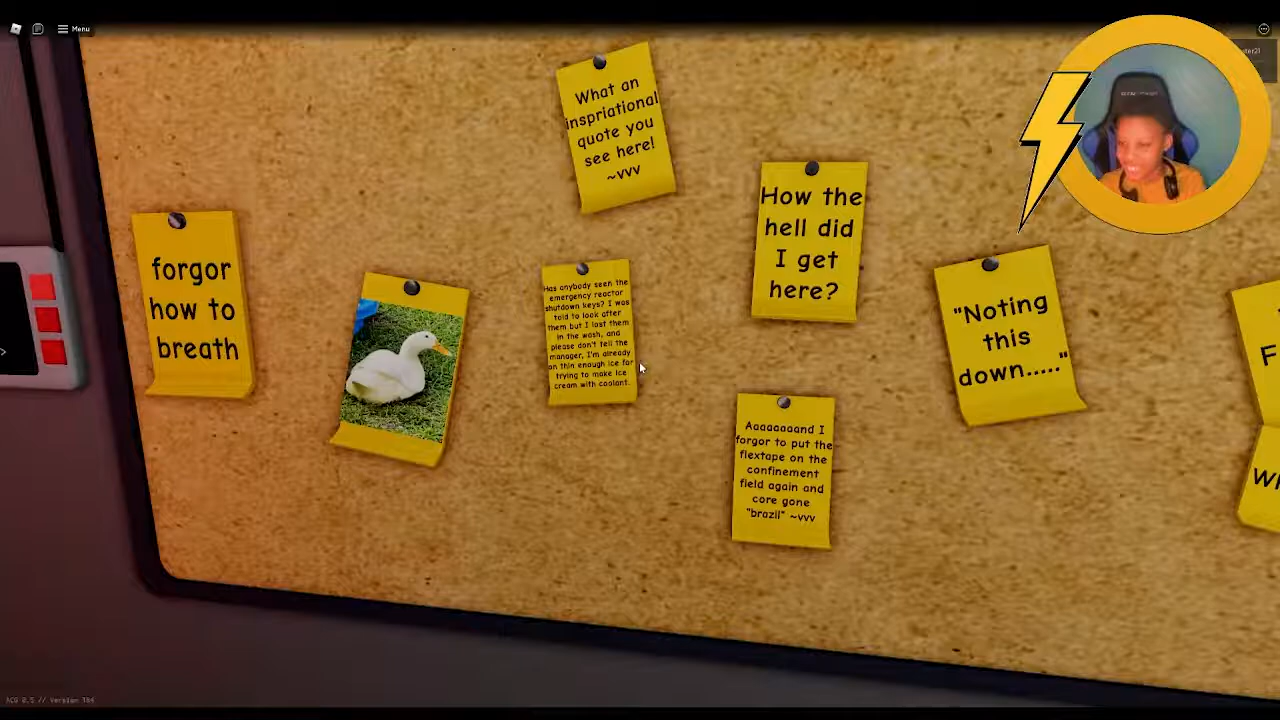 Menu
What an
inspriational
quote you
see here!
~vvv
How the
hell did
I get
here?
forgor
how to
breath
Has anybody seen the
emergency reactor
shutdown keys? I was
told to look after
them but I lost them
in the wash, and
please don't tell the
manager, I'm already
on thin enough ice for
trying to make ice
cream with coolant.
"Noting
this
down....."
Aaaaaaaand I
forgor to put the
flextape on the
confinement
field again and
core gone
"brazil" ~vvv
F